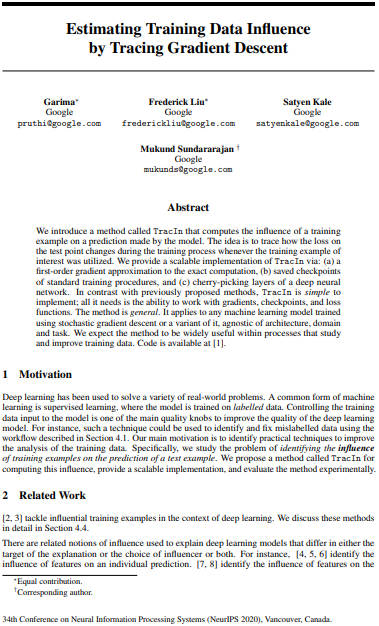 Estimating Training Data Influence
by Tracing Gradient Descent
Garima* Frederick Liu* Satyen Kale
Google Google Google
pruthi@google.com frederickliu@google.com satyenkale@google.com
Mukund Sundararajan †
Google
mukunds@google.com
Abstract
We introduce a method called TracIn that computes the influence of a training
example on a prediction made by the model. The idea is to trace how the loss on
the test point changes during the training process whenever the training example of
interest was utilized. We provide a scalable implementation of TracIn via: (a) a
first-order gradient approximation to the exact computation, (b) saved checkpoints
of standard training procedures, and (c) cherry-picking layers of a deep neural
network. In contrast with previously proposed methods, TracIn is simple to
implement; all it needs is the ability to work with gradients, checkpoints, and loss
functions. The method is general. It applies to any machine learning model trained
using stochastic gradient descent or a variant of it, agnostic of architecture, domain
and task. We expect the method to be widely useful within processes that study
and improve training data. Code is available at [1].
1 Motivation
Deep learning has been used to solve a variety of real-world problems. A common form of machine
learning is supervised learning, where the model is trained on labelled data. Controlling the training
data input to the model is one of the main quality knobs to improve the quality of the deep learning
model. For instance, such a technique could be used to identify and fix mislabelled data using the
workflow described in Section 4.1. Our main motivation is to identify practical techniques to improve
the analysis of the training data. Specifically, we study the problem of identifying the influence
of training examples on the prediction of a test example. We propose a method called TracIn for
computing this influence, provide a scalable implementation, and evaluate the method experimentally.
2 Related Work
[2, 3] tackle influential training examples in the context of deep learning. We discuss these methods
in detail in Section 4.4.
There are related notions of influence used to explain deep learning models that differ in either the
target of the explanation or the choice of influencer or both. For instance, [4, 5, 6] identify the
influence of features on an individual prediction. [7, 8] identify the influence of features on the
*Equal contribution.
†Corresponding author.
34th Conference on Neural Information Processing Systems (NeurIPS 2020), Vancouver, Canada.